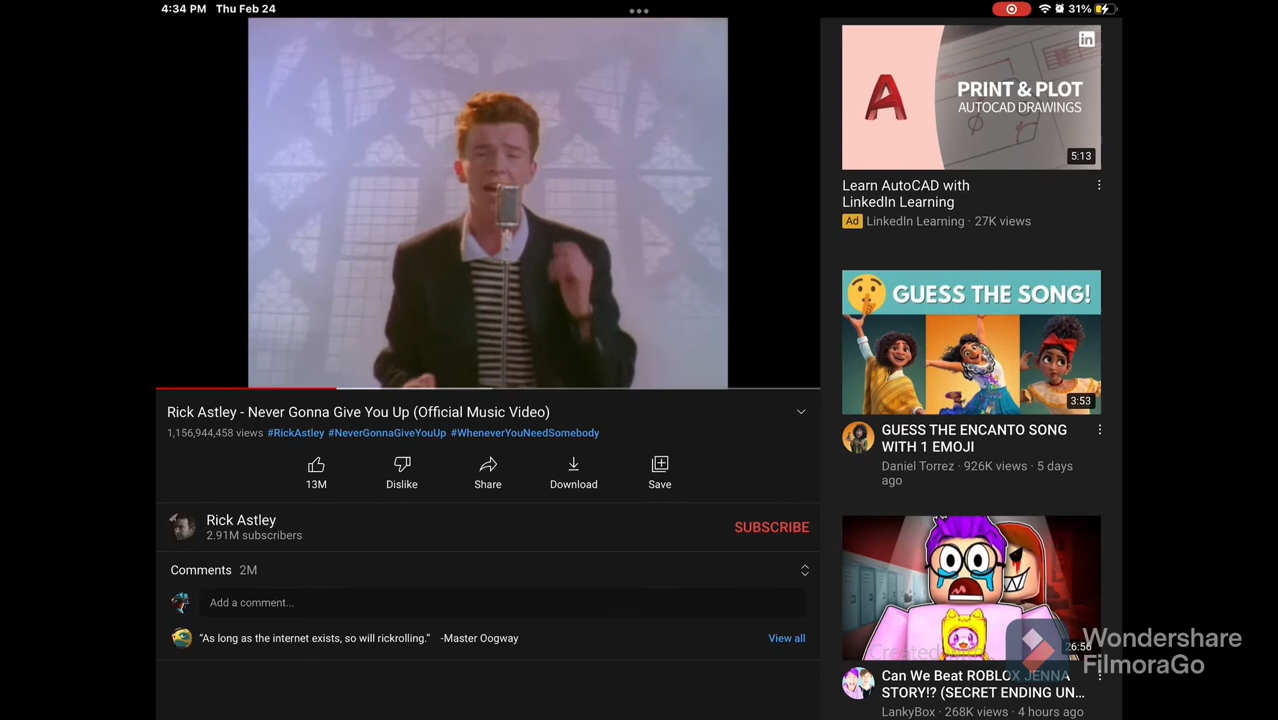 4:34 PM Thu Feb 24
31%
in
PRINT & PLOT
AUTOCAD DRAWINGS
5:13
Learn AutoCAD with
LinkedIn Learning
Ad LinkedIn Learning · 27K views
GUESS THE SONG!
3:53
GUESS THE ENCANTO SONG
WITH 1 EMOJI
Daniel Torrez · 926K views · 5 days
ago
26:56
Can We Beat ROBLOX JENNA
STORY!? (SECRET ENDING UN...
LankyBox · 268K views · 4 hours ago
Rick Astley - Never Gonna Give You Up (Official Music Video)
1,156,944,458 views #RickAstley #NeverGonnaGiveYouUp #WheneverYouNeedSomebody
13M
Dislike
Share
Download
Save
Rick Astley
2.91M subscribers
SUBSCRIBE
Comments 2M
Add a comment...
“As long as the internet exists, so will rickrolling.” -Master Oogway
View all
Created with
Wondershare
FilmoraGo